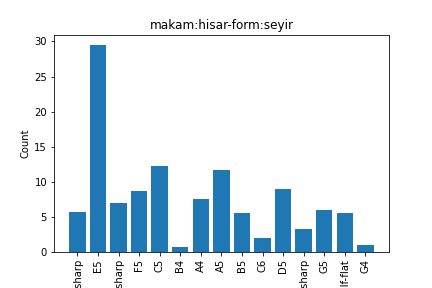 makam:hisar-form:seyir
30
25
20
15
10
5
0
Count
sharp
E5
sharp
F5
C5
B4
A4
A5
B5
C6
D5
sharp
G5
lf-flat
G4